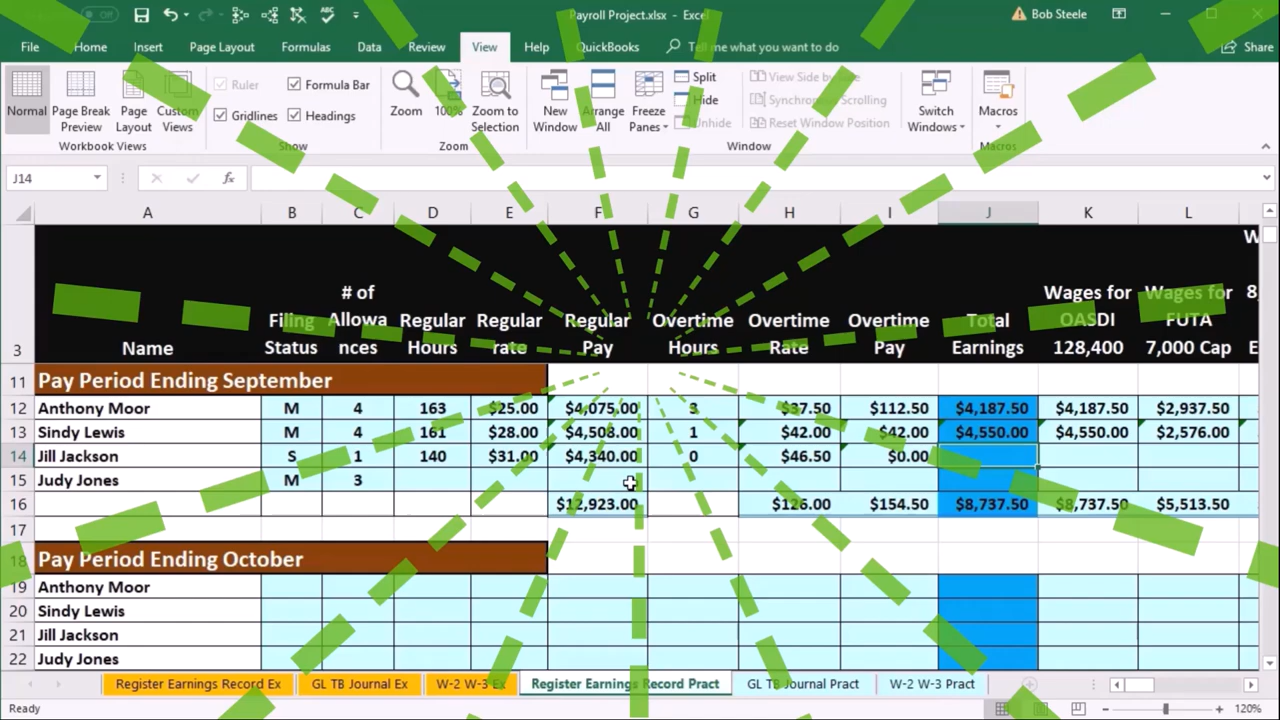 Off
Payroll Project.xlsx - Excel
Bob Steele
File Home Insert Page Layout Formulas Data Review View Help QuickBooks Tell me what you want to do Share
Normal Page Break Preview Page Layout Custom Views
Ruler Formula Bar
Gridlines Headings
Zoom 100% Zoom to Selection
New Window Arrange All Freeze Panes
Split
Hide
Unhide
View Side by Side
Synchronous Scrolling
Reset Window Position
Switch Windows Macros
Workbook Views Show Zoom Window Macros
J14 fx
A B C D E F G H I J K L
W
# of Wages for Wages for 8,
Filing Allowa Regular Regular Regular Overtime Overtime Overtime Total OASDI FUTA
3 Name Status nces Hours rate Pay Hours Rate Pay Earnings 128,400 7,000 Cap E
11 Pay Period Ending September
12 Anthony Moor M 4 163 $25.00 $4,075.00 3 $37.50 $112.50 $4,187.50 $4,187.50 $2,937.50
13 Sindy Lewis M 4 161 $28.00 $4,508.00 1 $42.00 $42.00 $4,550.00 $4,550.00 $2,576.00
14 Jill Jackson S 1 140 $31.00 $4,340.00 0 $46.50 $0.00
15 Judy Jones M 3
16 $12,923.00 $126.00 $154.50 $8,737.50 $8,737.50 $5,513.50
17
18 Pay Period Ending October
19 Anthony Moor
20 Sindy Lewis
21 Jill Jackson
22 Judy Jones
Register Earnings Record Ex GL TB Journal Ex W-2 W-3 Ex Register Earnings Record Pract GL TB Journal Pract W-2 W-3 Pract
Ready 120%